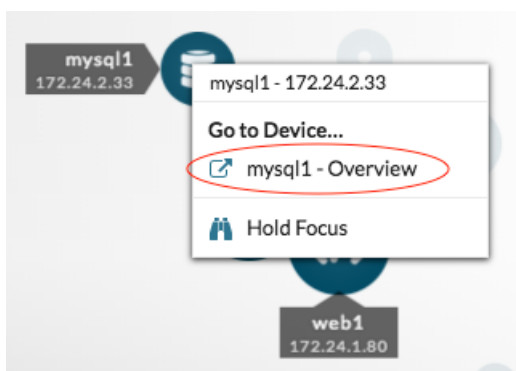 mysql1
172.24.2.33
mysql1 - 172.24.2.33
Go to Device...
mysql1 - Overview
Hold Focus
web1
172.24.1.80